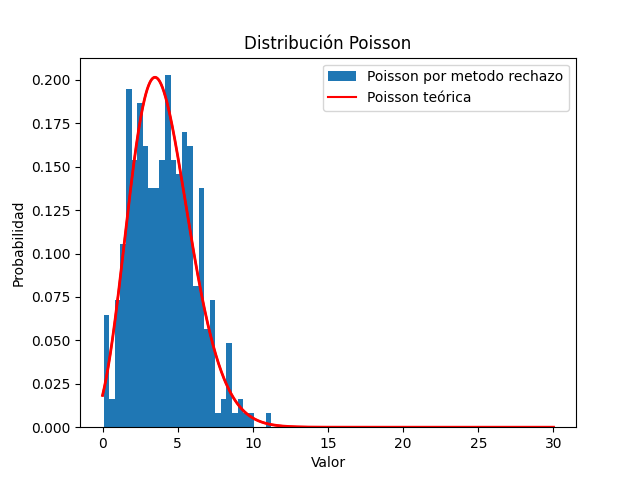 Distribución Poisson
Poisson por metodo rechazo
Poisson teórica
Probabilidad
0.200
0.175
0.150
0.125
0.100
0.075
0.050
0.025
0.000
0 5 10 15 20 25 30
Valor